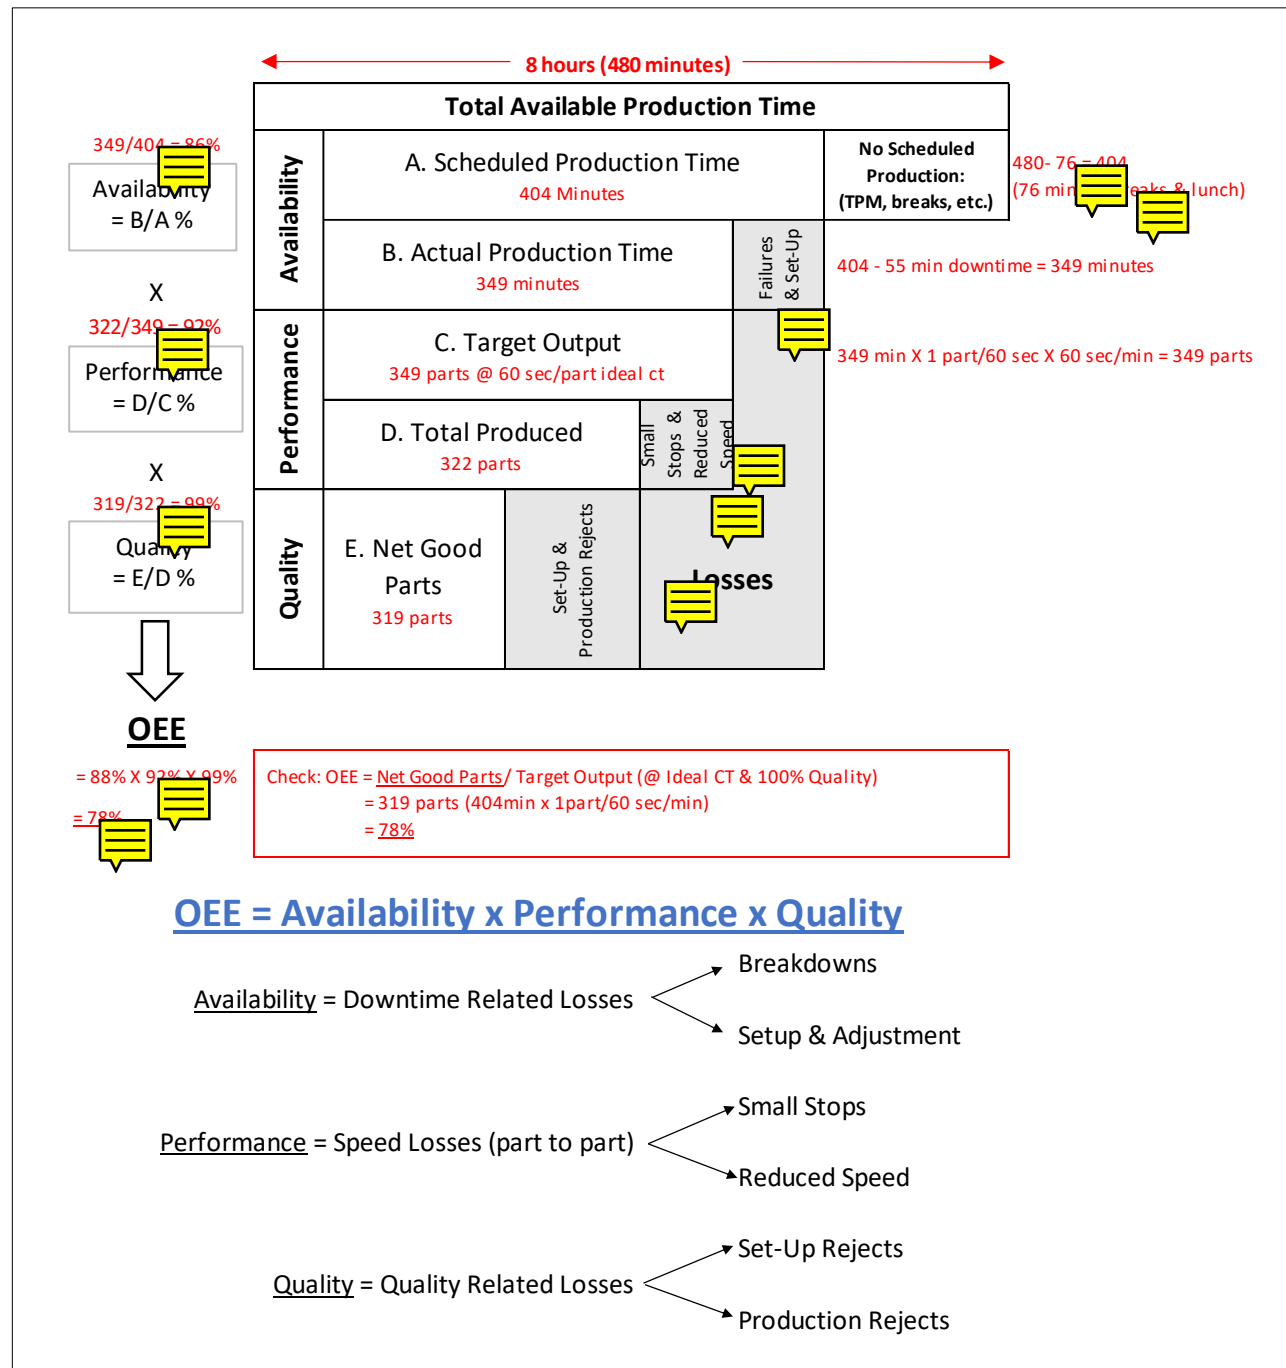 8 hours (480 minutes)
Total Available Production Time
349/404 = 86%
Availability
= B/A %
X
322/349 = 92%
Performance
= D/C %
X
319/322 = 99%
Quality
= E/D %
OEE
= 88% X 92% X 99%
= 78%
Availability
A. Scheduled Production Time
404 Minutes
No Scheduled
Production:
(TPM, breaks, etc.)
480- 76 = 404
(76 min breaks & lunch)
B. Actual Production Time
349 minutes
Failures
& Set-Up
404 - 55 min downtime = 349 minutes
Performance
C. Target Output
349 parts @ 60 sec/part ideal ct
349 min X 1 part/60 sec X 60 sec/min = 349 parts
D. Total Produced
322 parts
Small
Stops &
Reduced
Speed
Quality
E. Net Good
Parts
319 parts
Set-Up &
Production Rejects
Losses
Check: OEE = Net Good Parts/ Target Output (@ Ideal CT & 100% Quality)
= 319 parts (404min x 1part/60 sec/min)
= 78%
OEE = Availability x Performance x Quality
Availability = Downtime Related Losses
Breakdowns
Setup & Adjustment
Performance = Speed Losses (part to part)
Small Stops
Reduced Speed
Quality = Quality Related Losses
Set-Up Rejects
Production Rejects